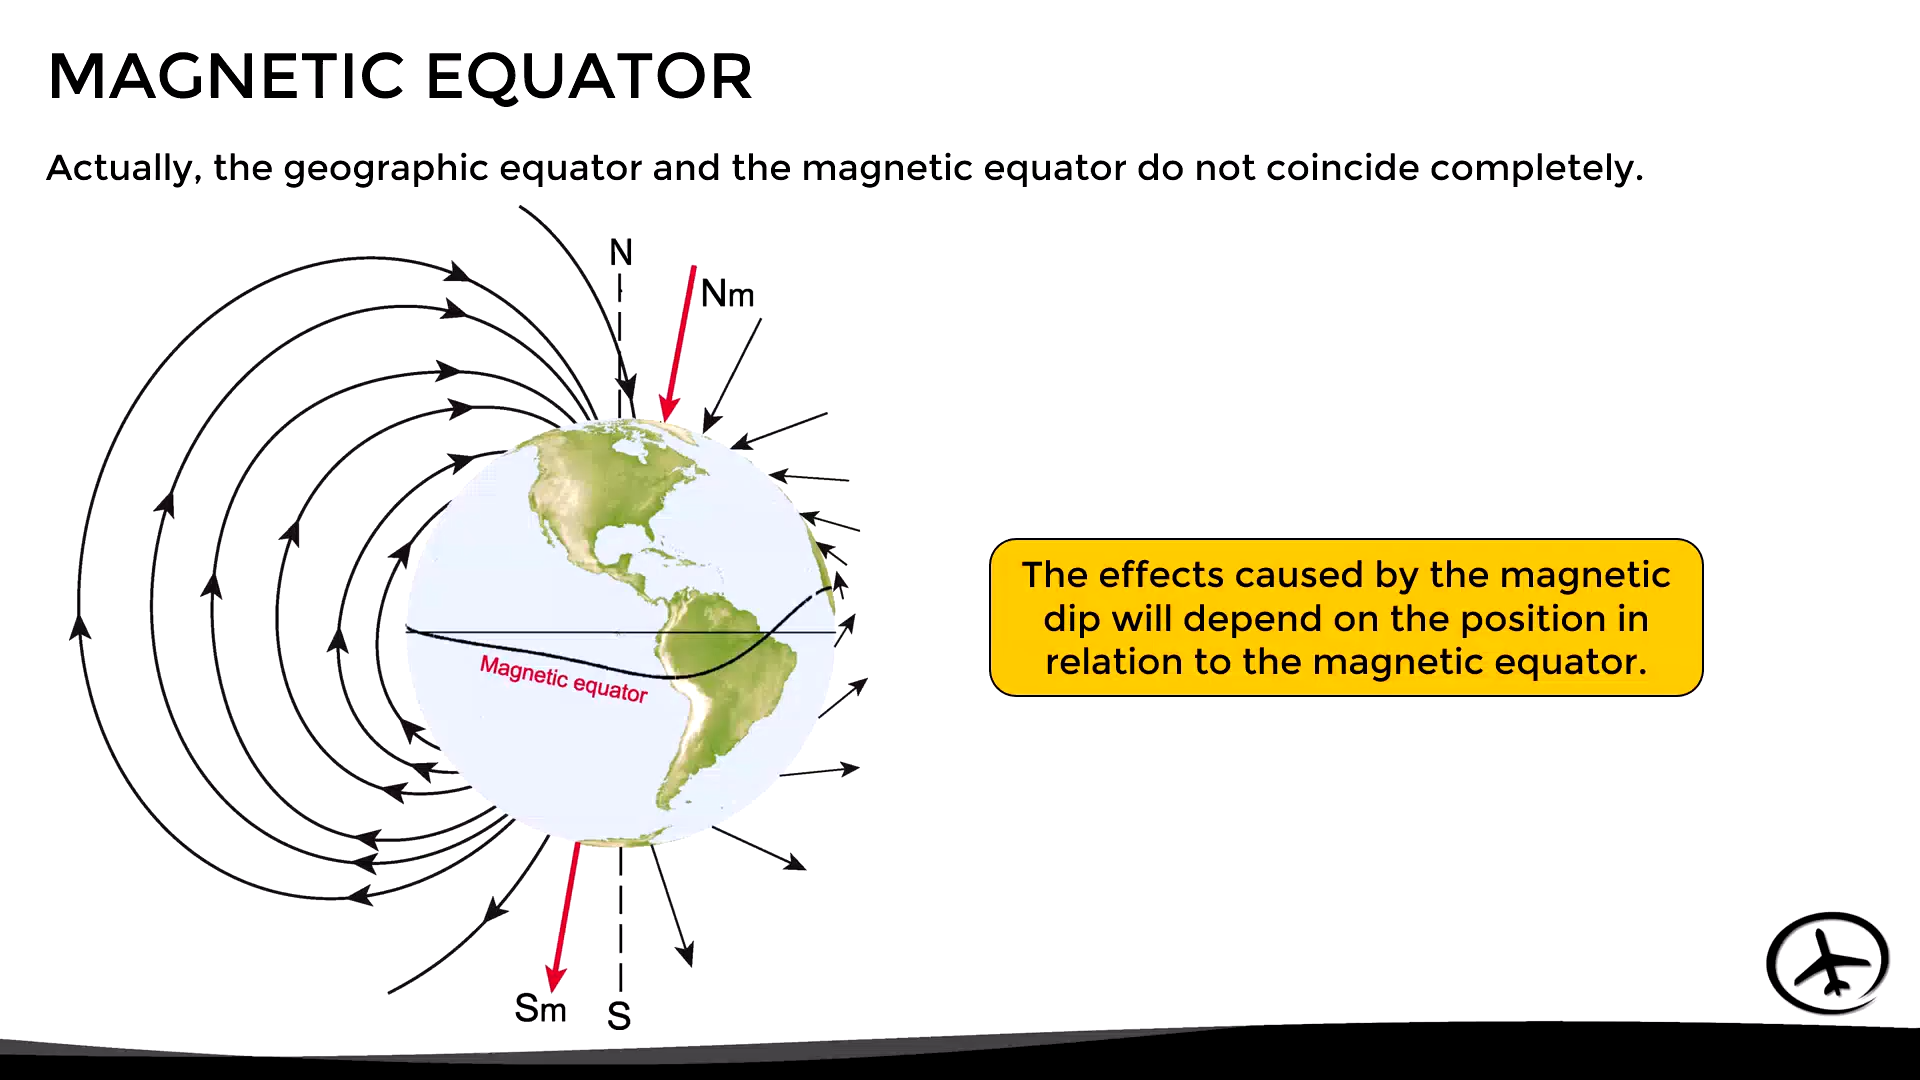 MAGNETIC EQUATOR
Actually, the geographic equator and the magnetic equator do not coincide completely.
N
Nm
Magnetic equator
The effects caused by the magnetic
dip will depend on the position in
relation to the magnetic equator.
Sm
S